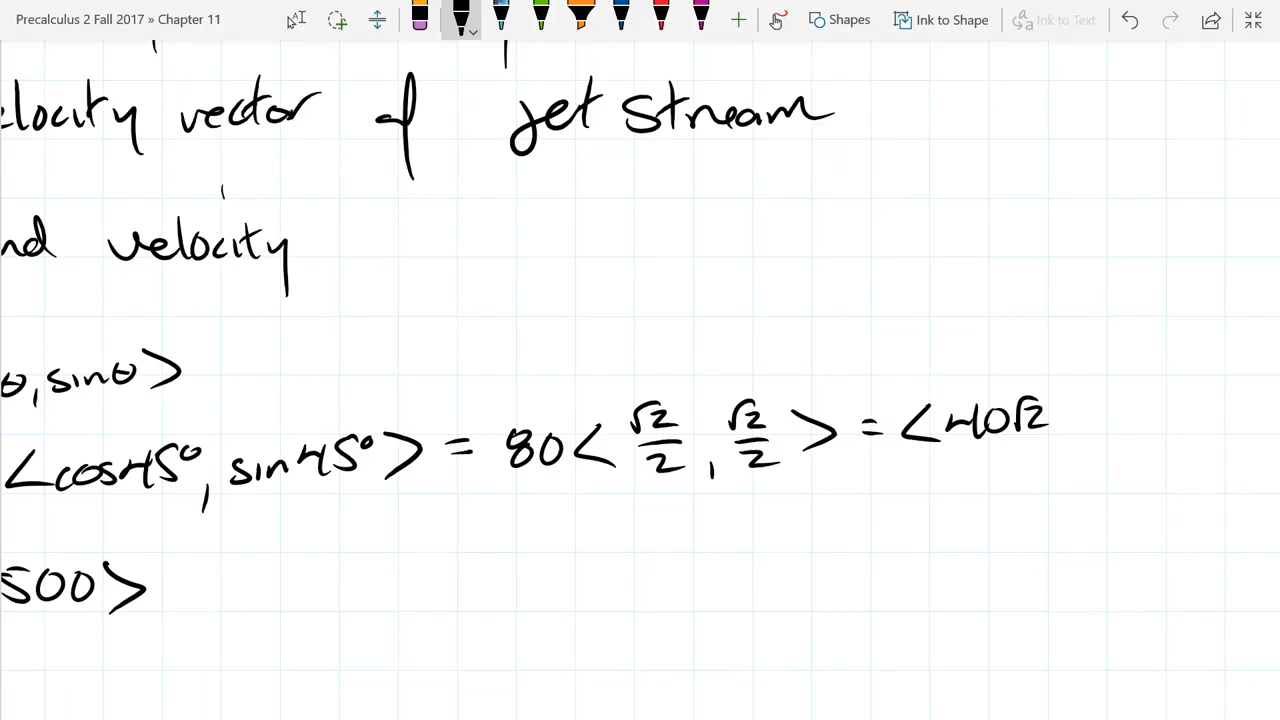 Precalculus 2 Fall 2017 » Chapter 11
Shapes
Ink to Shape
Ink to Text
elocity vector of jet stream
nd velocity
θ, sinθ>
<cos45°, sin45°> = 80<√2/2, √2/2> = <40√2
500>